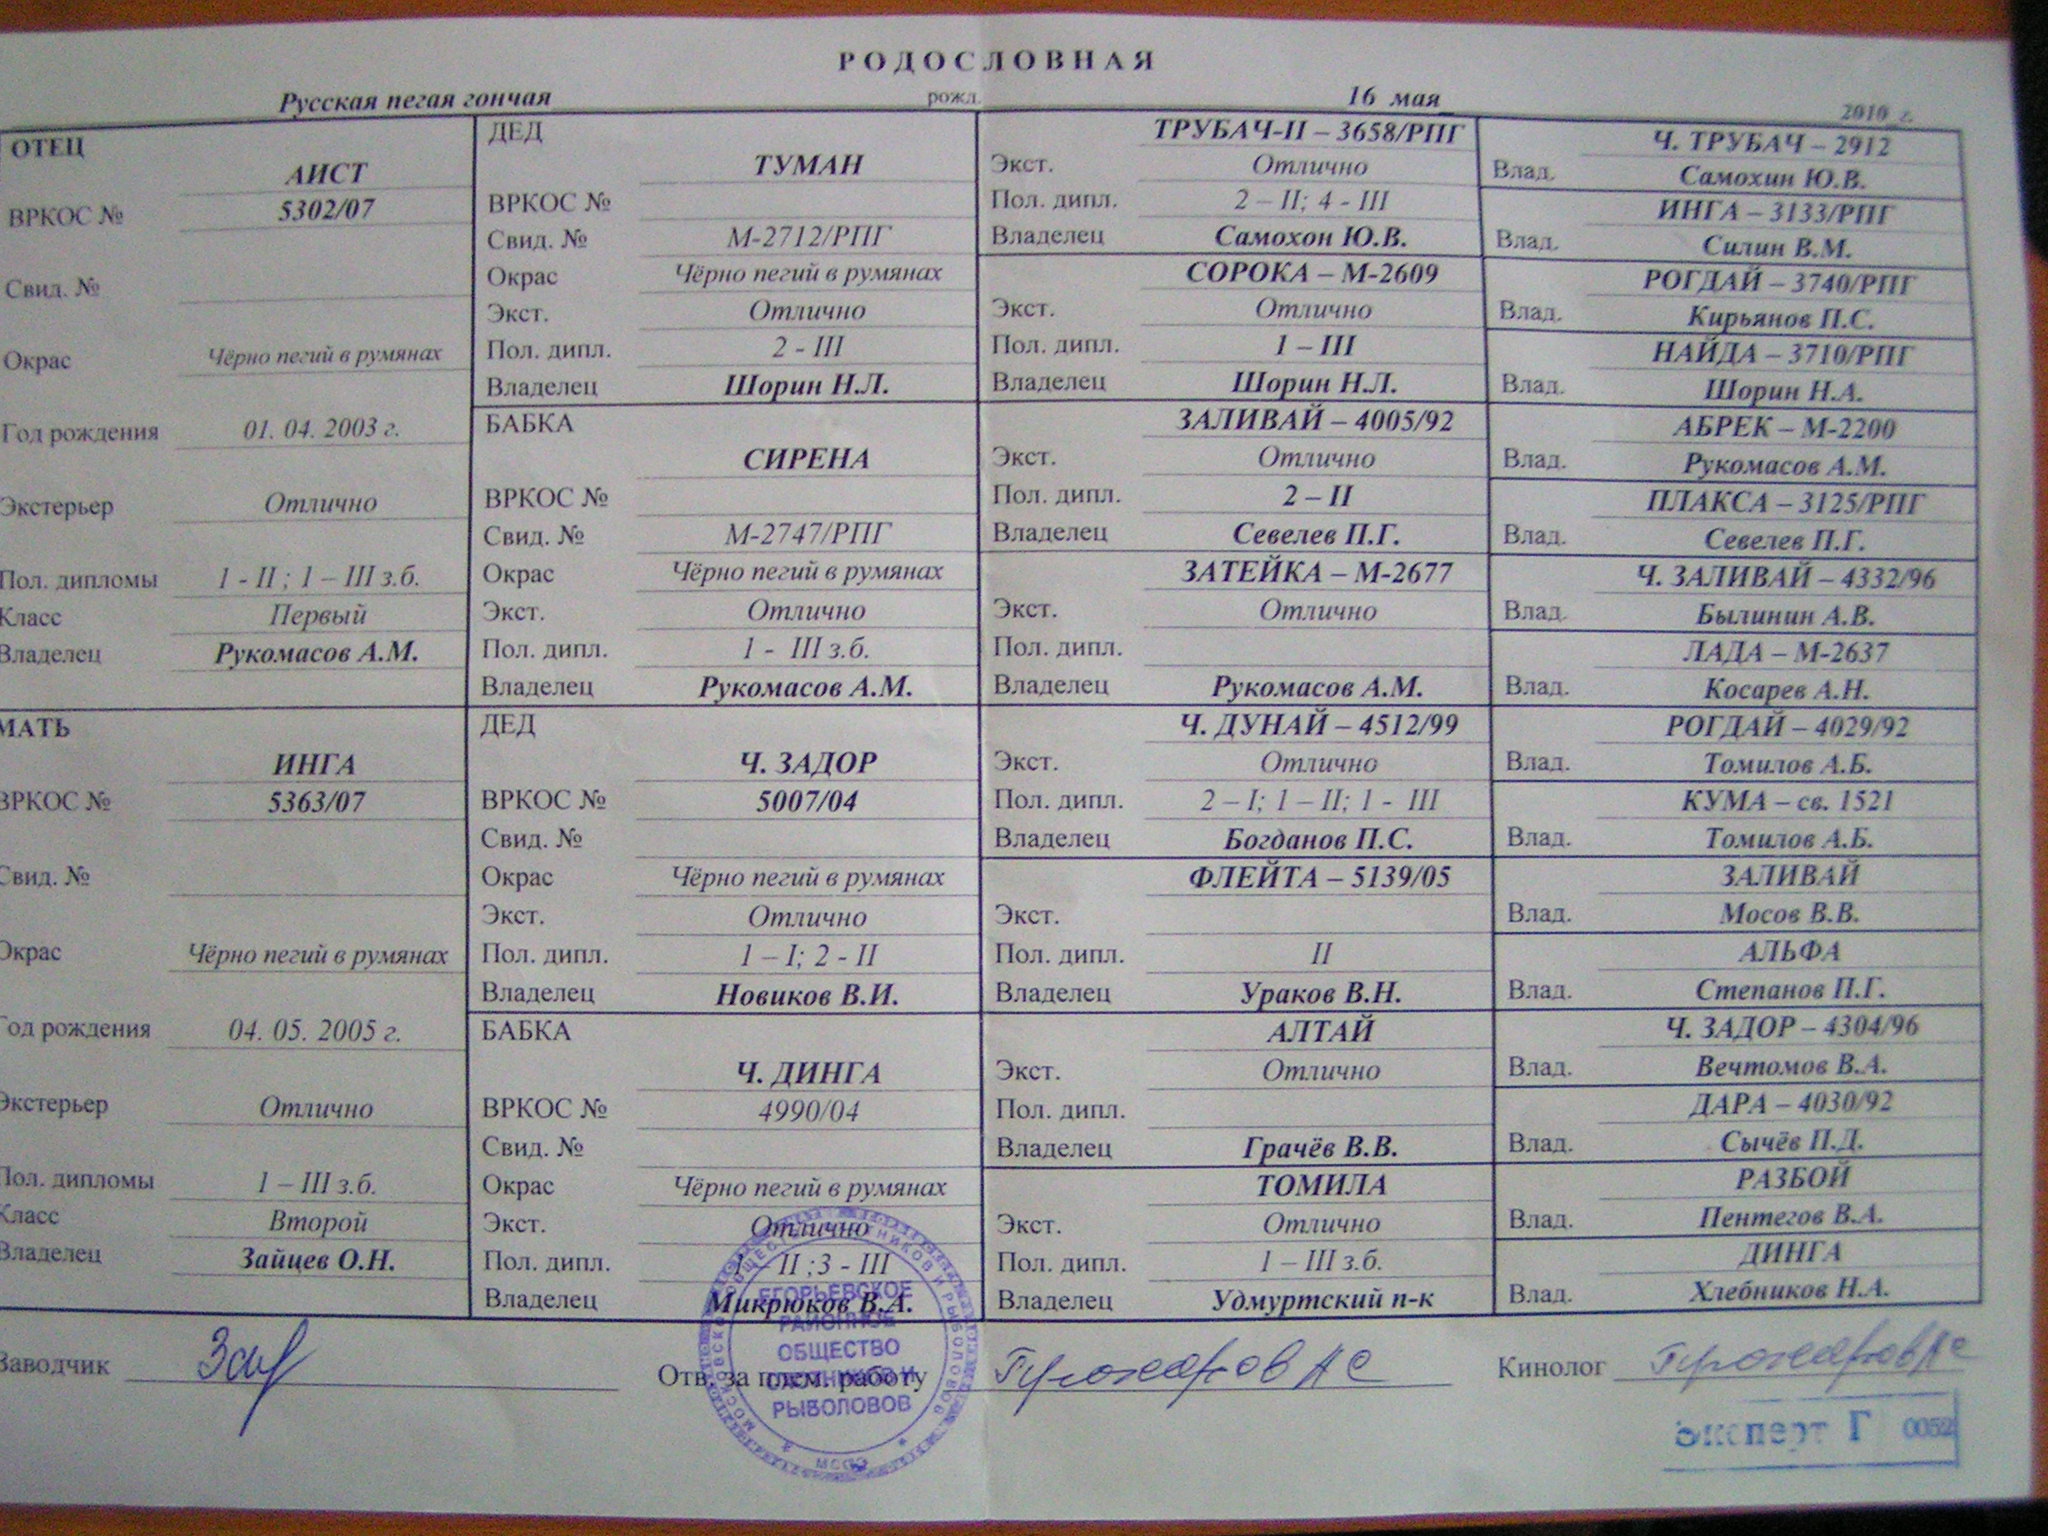 РОДОСЛОВНАЯ
Русская пегая гончая рожд. 16 мая 2010 г.
ОТЕЦ
АИСТ
ВРКОС № 5302/07
Свид. №
Окрас Чёрно пегий в румянах
Год рождения 01. 04. 2003 г.
Экстерьер Отлично
Пол. дипломы 1 - II ; 1 – III з.б.
Класс Первый
Владелец Рукомасов А.М.
МАТЬ
ИНГА
ВРКОС № 5363/07
Свид. №
Окрас Чёрно пегий в румянах
Год рождения 04. 05. 2005 г.
Экстерьер Отлично
Пол. дипломы 1 – III з.б.
Класс Второй
Владелец Зайцев О.Н.
ДЕД
ТУМАН
ВРКОС №
Свид. № М-2712/РПГ
Окрас Чёрно пегий в румянах
Экст. Отлично
Пол. дипл. 2 - III
Владелец Шорин Н.Л.
БАБКА
СИРЕНА
ВРКОС №
Свид. № М-2747/РПГ
Окрас Чёрно пегий в румянах
Экст. Отлично
Пол. дипл. 1 - III з.б.
Владелец Рукомасов А.М.
ДЕД
Ч. ЗАДОР
ВРКОС № 5007/04
Свид. №
Окрас Чёрно пегий в румянах
Экст. Отлично
Пол. дипл. 1 – I; 2 - II
Владелец Новиков В.И.
БАБКА
Ч. ДИНГА
ВРКОС № 4990/04
Свид. №
Окрас Чёрно пегий в румянах
Экст. Отлично
Пол. дипл. 1 – II ;3 - III
Владелец Микрюков В.А.
ТРУБАЧ-II – 3658/РПГ
Экст. Отлично
Пол. дипл. 2 – II; 4 - III
Владелец Самохон Ю.В.
СОРОКА – М-2609
Экст. Отлично
Пол. дипл. 1 – III
Владелец Шорин Н.Л.
ЗАЛИВАЙ – 4005/92
Экст. Отлично
Пол. дипл. 2 – II
Владелец Севелев П.Г.
ЗАТЕЙКА – М-2677
Экст. Отлично
Пол. дипл.
Владелец Рукомасов А.М.
Ч. ДУНАЙ – 4512/99
Экст. Отлично
Пол. дипл. 2 – I; 1 – II; 1 - III
Владелец Богданов П.С.
ФЛЕЙТА – 5139/05
Экст.
Пол. дипл. II
Владелец Ураков В.Н.
АЛТАЙ
Экст. Отлично
Пол. дипл.
Владелец Грачёв В.В.
ТОМИЛА
Экст. Отлично
Пол. дипл. 1 – III з.б.
Владелец Удмуртский п-к
Ч. ТРУБАЧ – 2912
Влад. Самохин Ю.В.
ИНГА – 3133/РПГ
Влад. Силин В.М.
РОГДАЙ – 3740/РПГ
Влад. Кирьянов П.С.
НАЙДА – 3710/РПГ
Влад. Шорин Н.А.
АБРЕК – М-2200
Влад. Рукомасов А.М.
ПЛАКСА – 3125/РПГ
Влад. Севелев П.Г.
Ч. ЗАЛИВАЙ – 4332/96
Влад. Былинин А.В.
ЛАДА – М-2637
Влад. Косарев А.Н.
РОГДАЙ – 4029/92
Влад. Томилов А.Б.
КУМА – св. 1521
Влад. Томилов А.Б.
ЗАЛИВАЙ
Влад. Мосов В.В.
АЛЬФА
Влад. Степанов П.Г.
Ч. ЗАДОР – 4304/96
Влад. Вечтомов В.А.
ДАРА – 4030/92
Влад. Сычёв П.Д.
РАЗБОЙ
Влад. Пентегов В.А.
ДИНГА
Влад. Хлебников Н.А.
Заводчик Отв. за плем. работу Кинолог
ЕГОРЬЕВСКОЕ
РАЙОННОЕ
ОБЩЕСТВО
ОХОТНИКОВ И
РЫБОЛОВОВ
Эксперт Г 0052